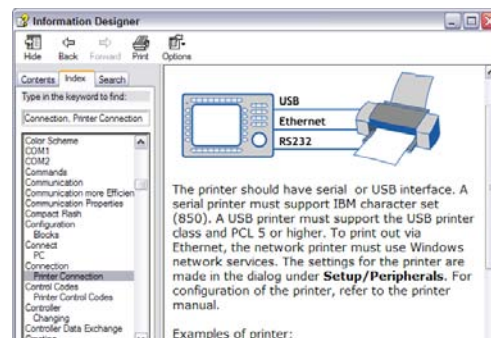 Information Designer
Hide Back Forward Print Options
Contents Index Search
Type in the keyword to find:
Connection, Printer Connection
Color Scheme
COM1
COM2
Commands
Communication
Communication more Efficien
Communication Properties
Compact Flash
Configuration
Blocks
Connect
PC
Connection
Printer Connection
Control Codes
Printer Control Codes
Controller
Changing
Controller Data Exchange
USB
Ethernet
RS232
The printer should have serial or USB interface. A
serial printer must support IBM character set
(850). A USB printer must support the USB printer
class and PCL 5 or higher. To print out via
Ethernet, the network printer must use Windows
network services. The settings for the printer are
made in the dialog under Setup/Peripherals. For
configuration of the printer, refer to the printer
manual.
Examples of printer: